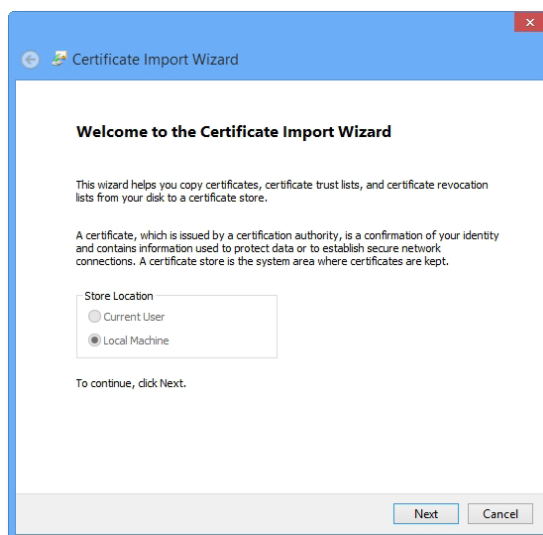 Certificate Import Wizard
Welcome to the Certificate Import Wizard
This wizard helps you copy certificates, certificate trust lists, and certificate revocation
lists from your disk to a certificate store.
A certificate, which is issued by a certification authority, is a confirmation of your identity
and contains information used to protect data or to establish secure network
connections. A certificate store is the system area where certificates are kept.
Store Location
Current User
Local Machine
To continue, click Next.
Next
Cancel